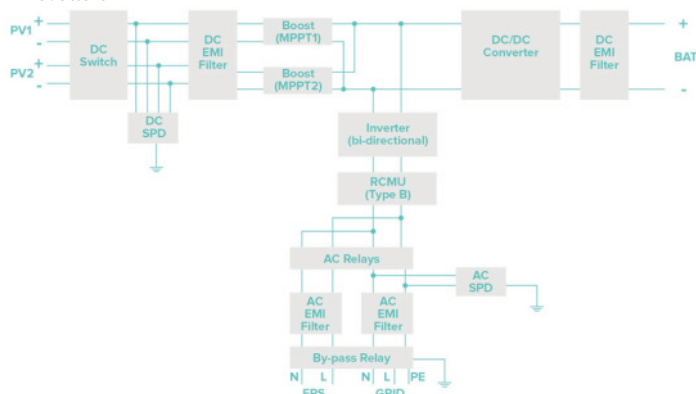 PV1 +
-
PV2 +
-
DC
Switch
DC
SPD
DC
EMI
Filter
Boost
(MPPT1)
Boost
(MPPT2)
DC/DC
Converter
DC
EMI
Filter
+
BAT
-
Inverter
(bi-directional)
RCMU
(Type B)
AC Relays
AC
SPD
AC
EMI
Filter
AC
EMI
Filter
By-pass Relay
N L N L PE
EPS GRID